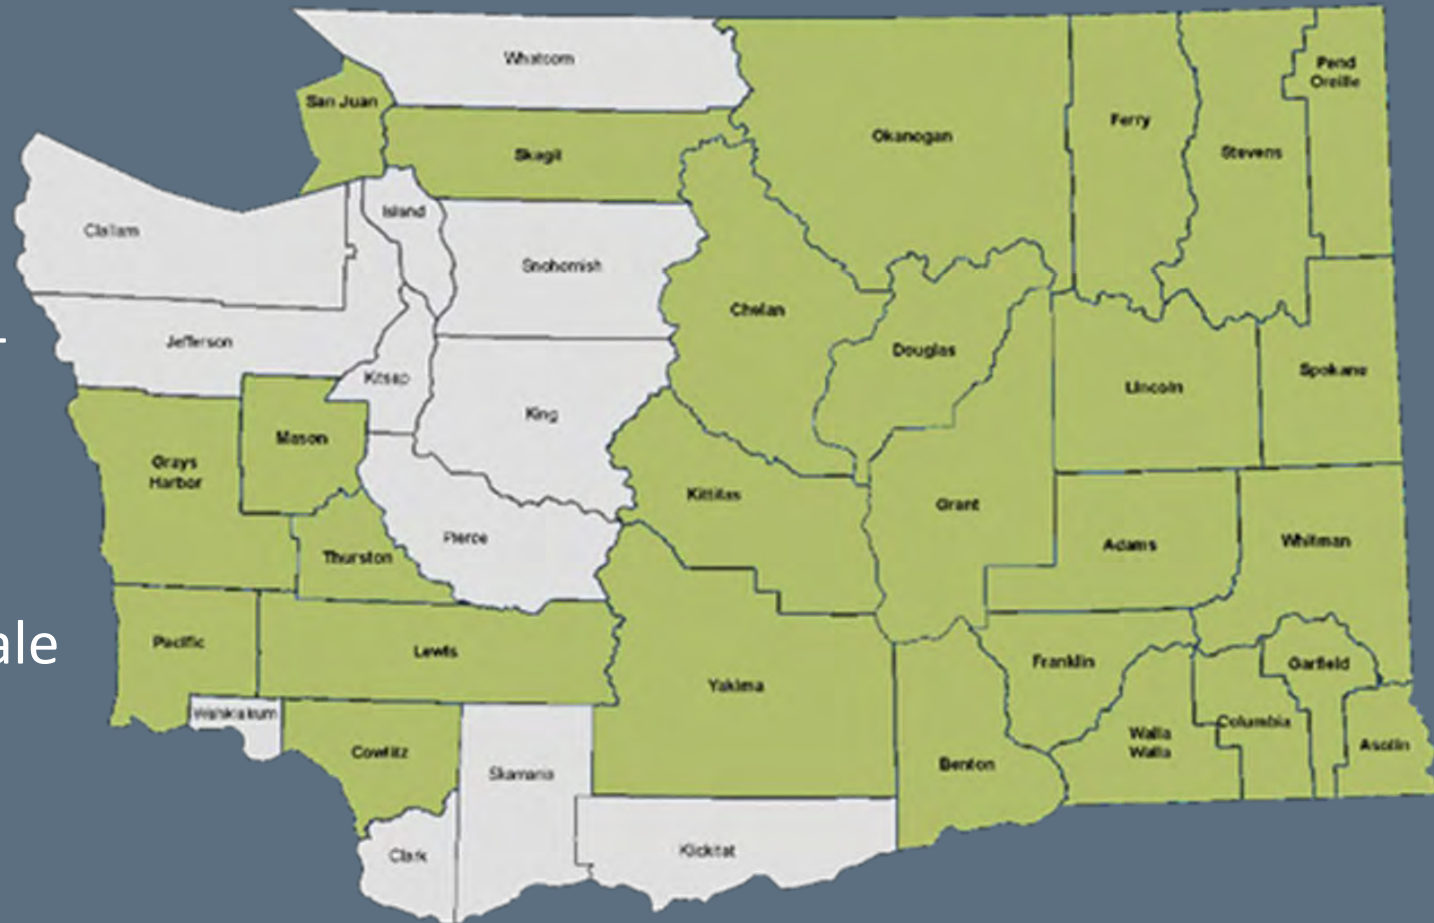 Whatcom
San Juan
Skagit
Okanogan
Ferry
Stevens
Pend
Oreille
Clallam
Island
Snohomish
Chelan
Jefferson
Kitsap
King
Douglas
Lincoln
Spokane
Mason
Grays
Harbor
Kittitas
Grant
Pierce
Thurston
Adams
Whitman
ale
Pacific
Lewis
Yakima
Franklin
Garfield
Wahkiakum
Cowlitz
Skamania
Benton
Walla
Walla
Columbia
Asotin
Clark
Klickitat